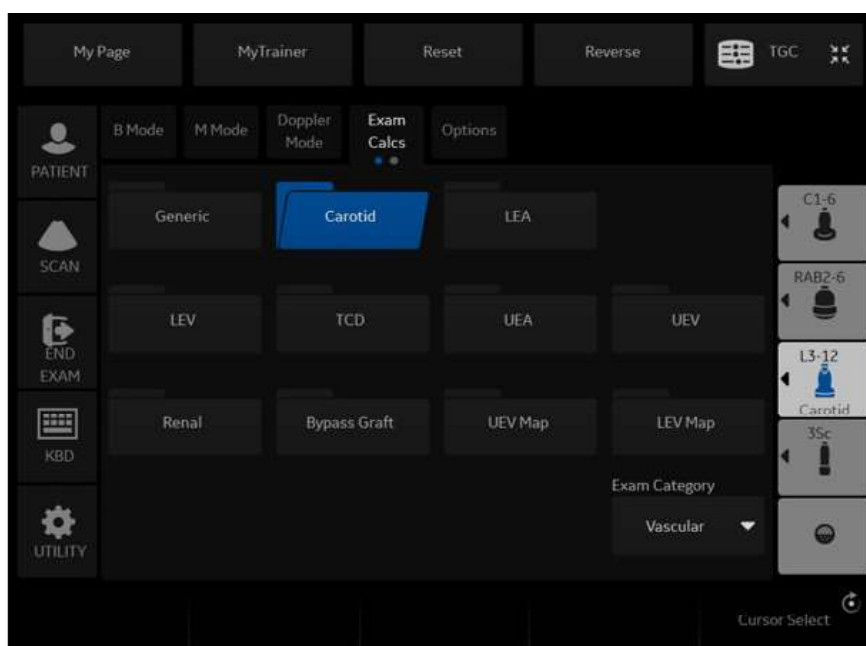 My Page
MyTrainer
Reset
Reverse
TGC
PATIENT
SCAN
END
EXAM
KBD
UTILITY
B Mode
M Mode
Doppler
Mode
Exam
Calcs
Options
Generic
Carotid
LEA
LEV
TCD
UEA
UEV
Renal
Bypass Graft
UEV Map
LEV Map
Exam Category
Vascular
C1-6
RAB2-6
L3-12
Carotid
3Sc
Cursor Select